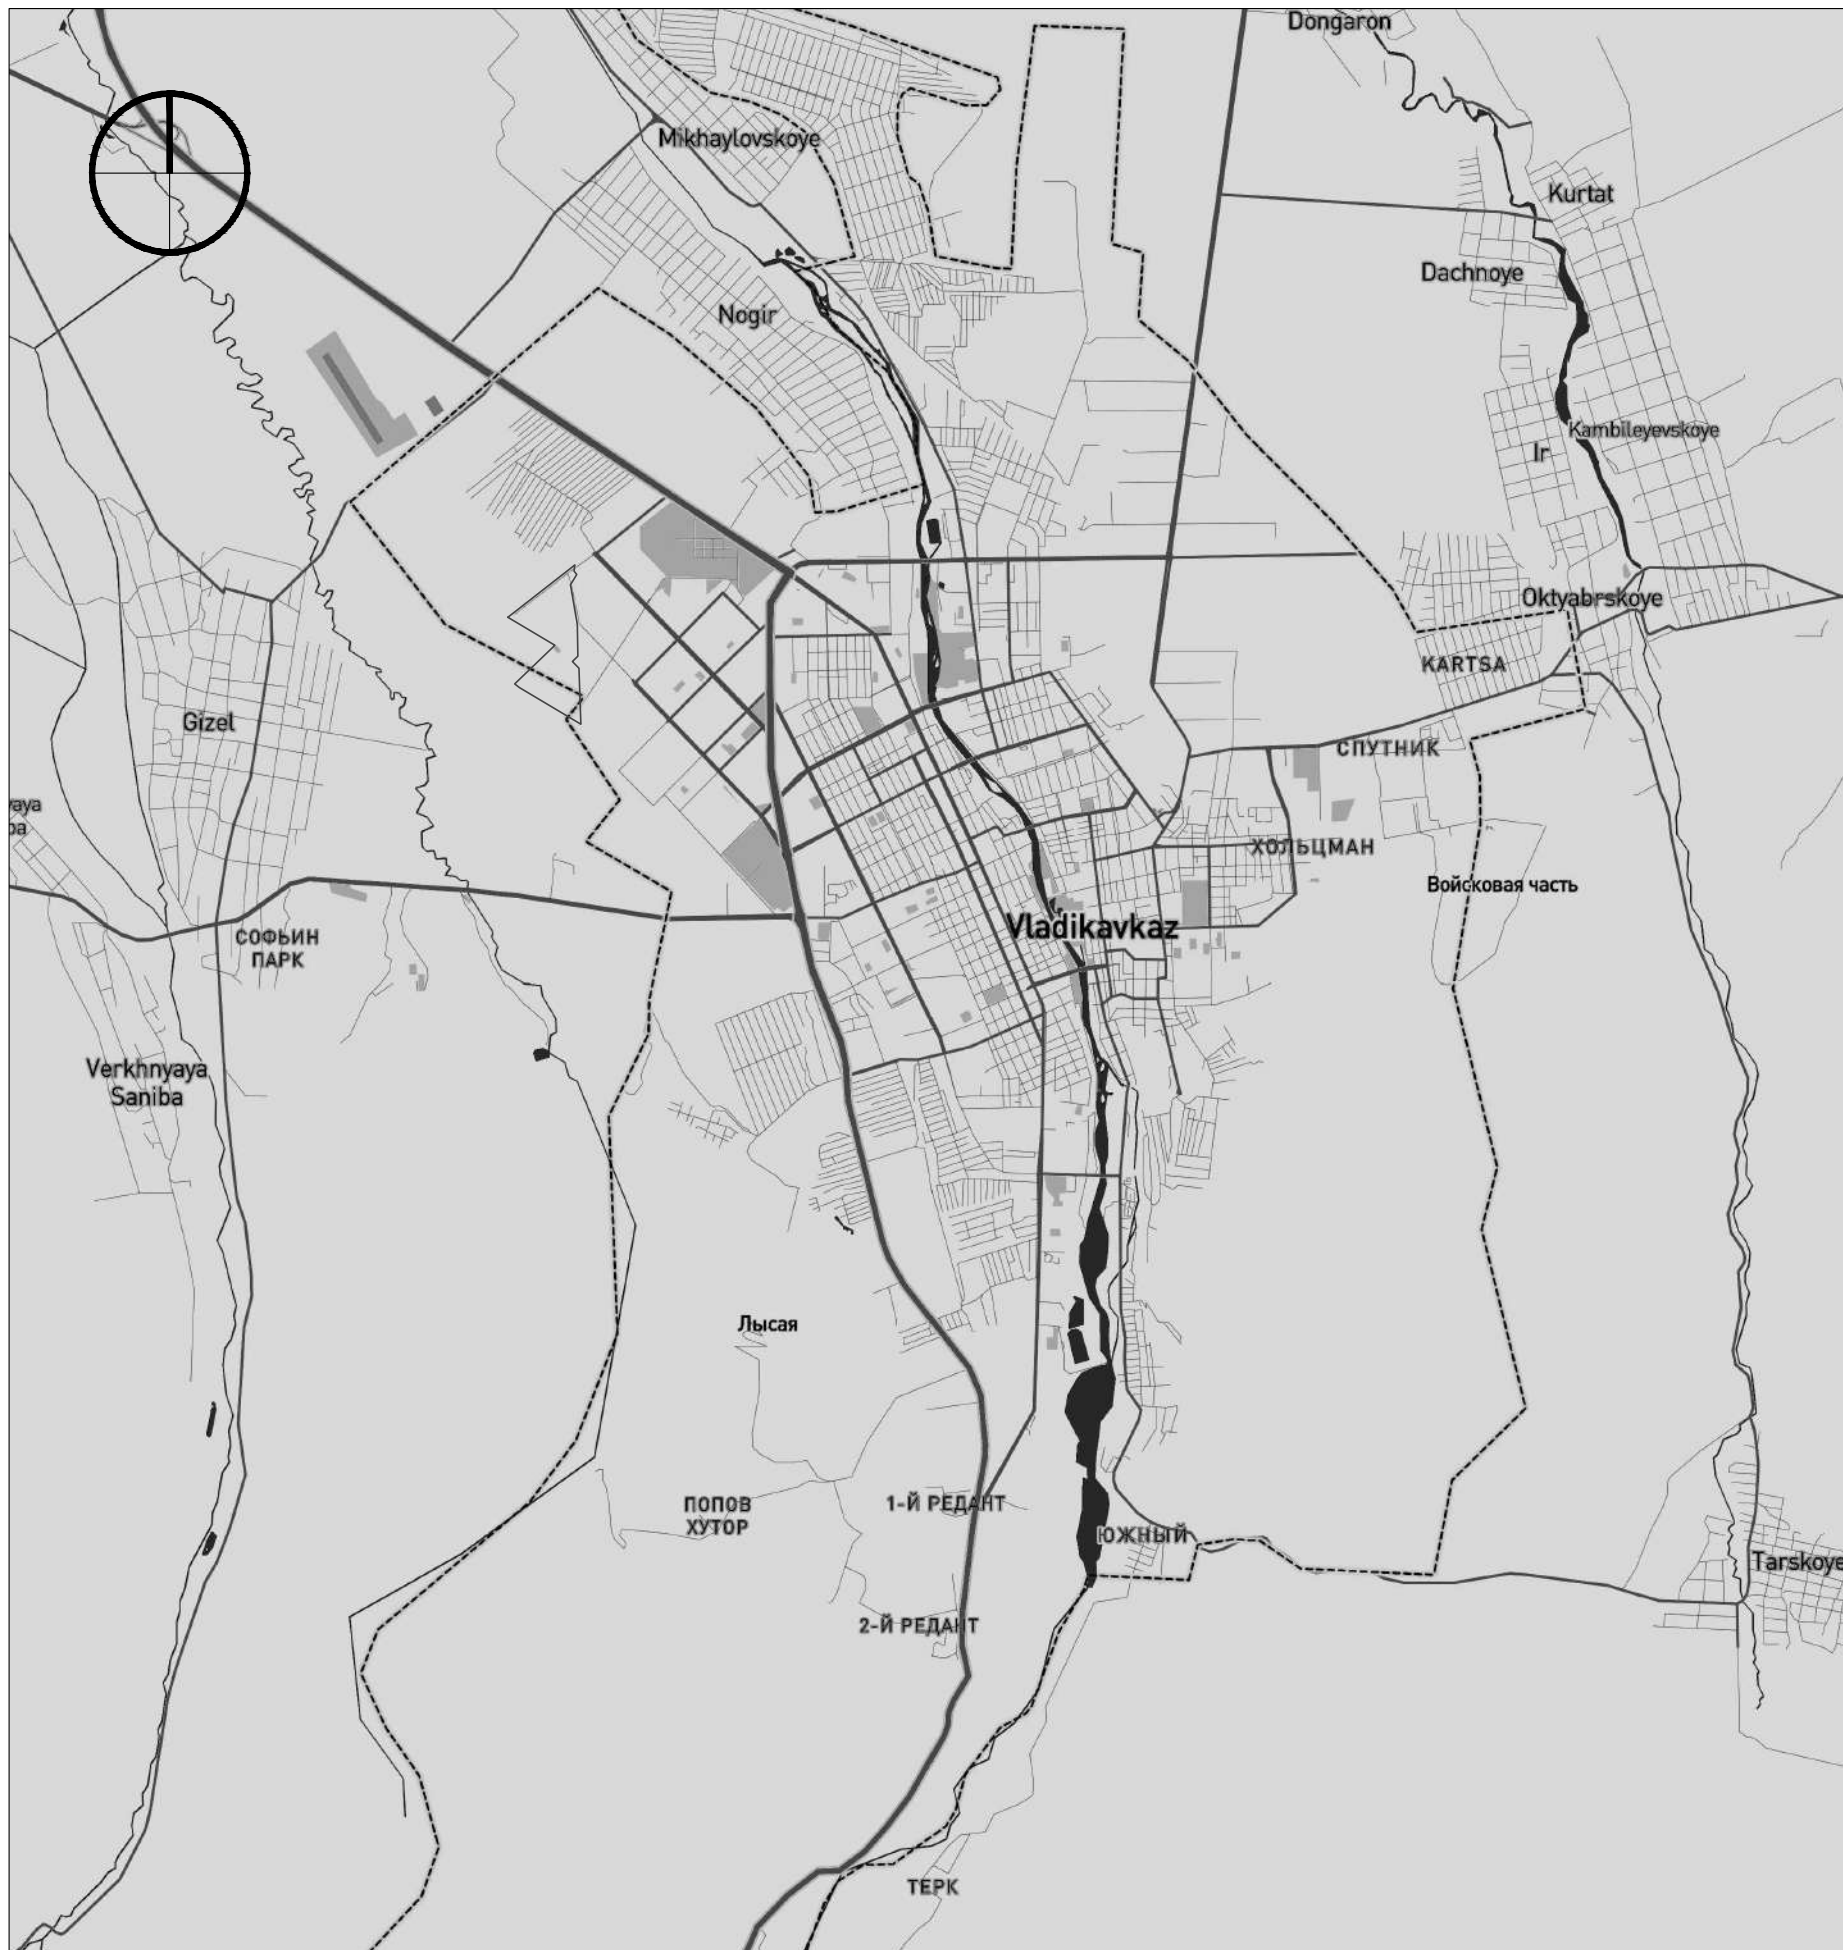 Dongaron
Mikhaylovskoye
Kurtat
Dachnoye
Nogir
Kambileyevskoye
Ir
Oktyabrskoye
KARTSA
Gizel
СПУТНИК
ХОЛЬЦМАН
Войсковая часть
Vladikavkaz
СОФЬИН
ПАРК
Verkhnyaya
Saniba
Лысая
ПОПОВ
ХУТОР
1-Й РЕДАНТ
ЮЖНЫЙ
Tarskoye
2-Й РЕДАНТ
ТЕРК